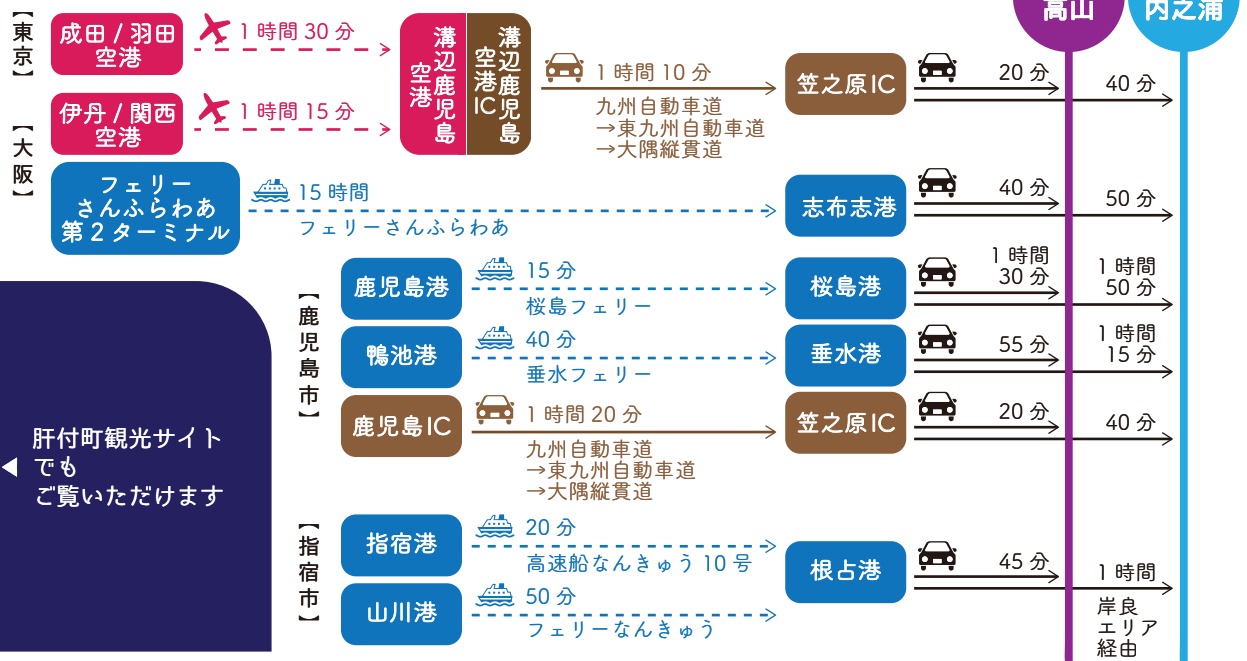 高山
内之浦
【東京】
成田 / 羽田
空港
1 時間 30 分
溝辺鹿児島
空港
溝辺鹿児島
空港IC
1 時間 10 分
九州自動車道
→東九州自動車道
→大隅縦貫道
笠之原IC
20 分
40 分
【大阪】
伊丹 / 関西
空港
1 時間 15 分
フェリー
さんふらわあ
第 2 ターミナル
15 時間
フェリーさんふらわあ
志布志港
40 分
50 分
【鹿児島市】
鹿児島港
15 分
桜島フェリー
桜島港
1 時間
30 分
1 時間
50 分
鴨池港
40 分
垂水フェリー
垂水港
55 分
1 時間
15 分
鹿児島IC
1 時間 20 分
九州自動車道
→東九州自動車道
→大隅縦貫道
笠之原IC
20 分
40 分
【指宿市】
指宿港
20 分
高速船なんきゅう 10 号
根占港
45 分
1 時間
岸良
エリア
経由
山川港
50 分
フェリーなんきゅう
肝付町観光サイト
でも
ご覧いただけます